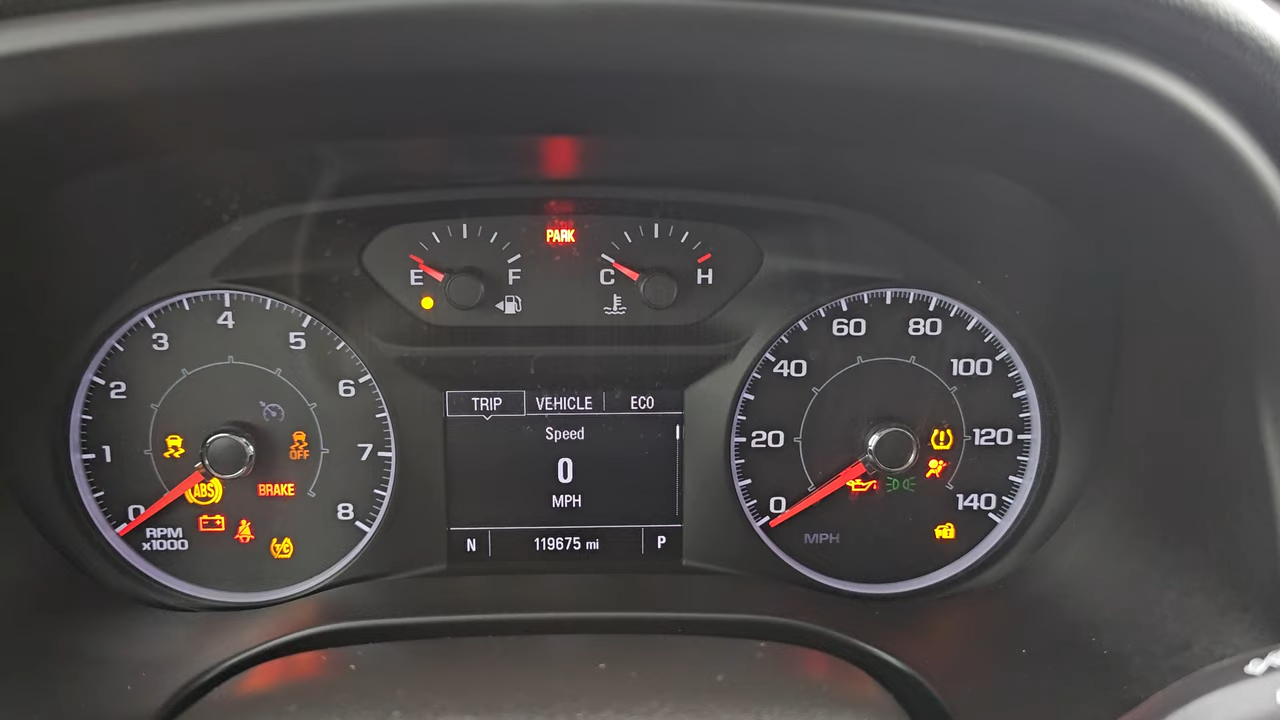 PARK
E F
C H
1 2 3 4 5 6 7 8
0
RPM
x1000
OFF
ABS
BRAKE
T/C
TRIP VEHICLE ECO
Speed
0
MPH
N 119675 mi P
0 20 40 60 80 100 120 140
MPH